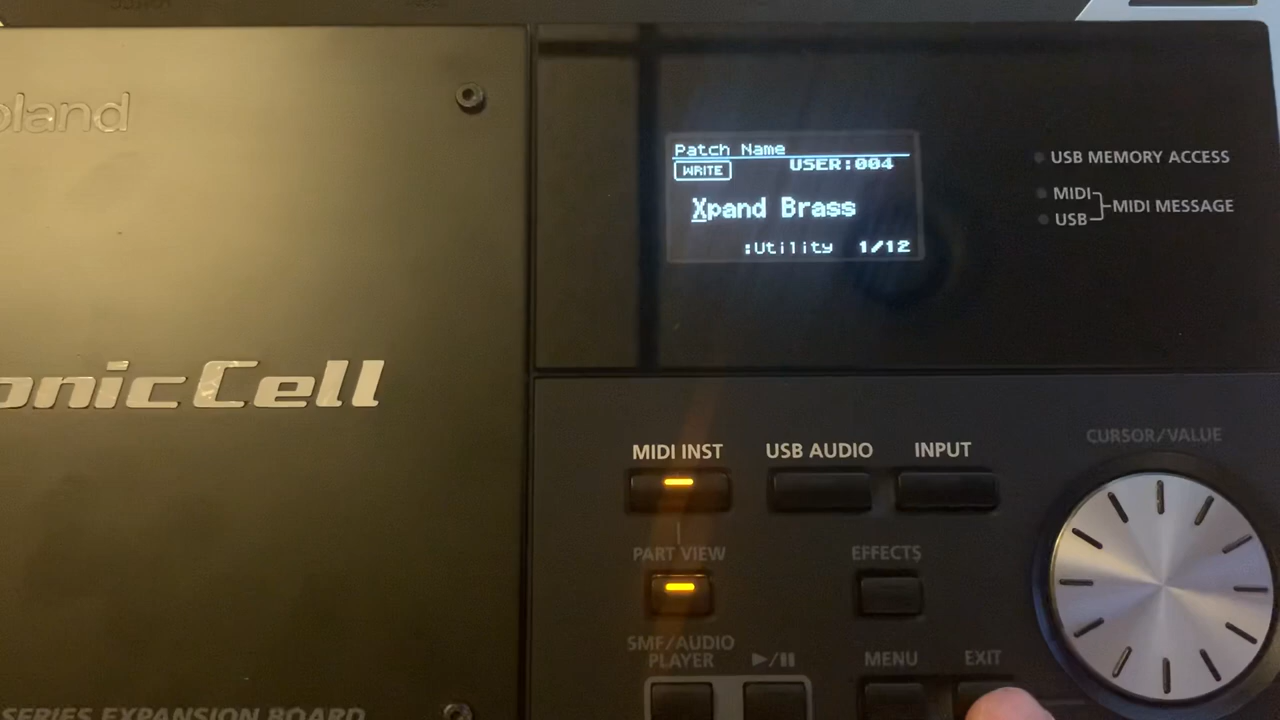 oland
onicCell
SERIES EXPANSION BOARD
Patch Name
WRITE
USER:004
Xpand Brass
:Utility 1/12
USB MEMORY ACCESS
MIDI
USB
MIDI MESSAGE
MIDI INST
USB AUDIO
INPUT
CURSOR/VALUE
PART VIEW
EFFECTS
SMF/AUDIO
PLAYER
MENU
EXIT